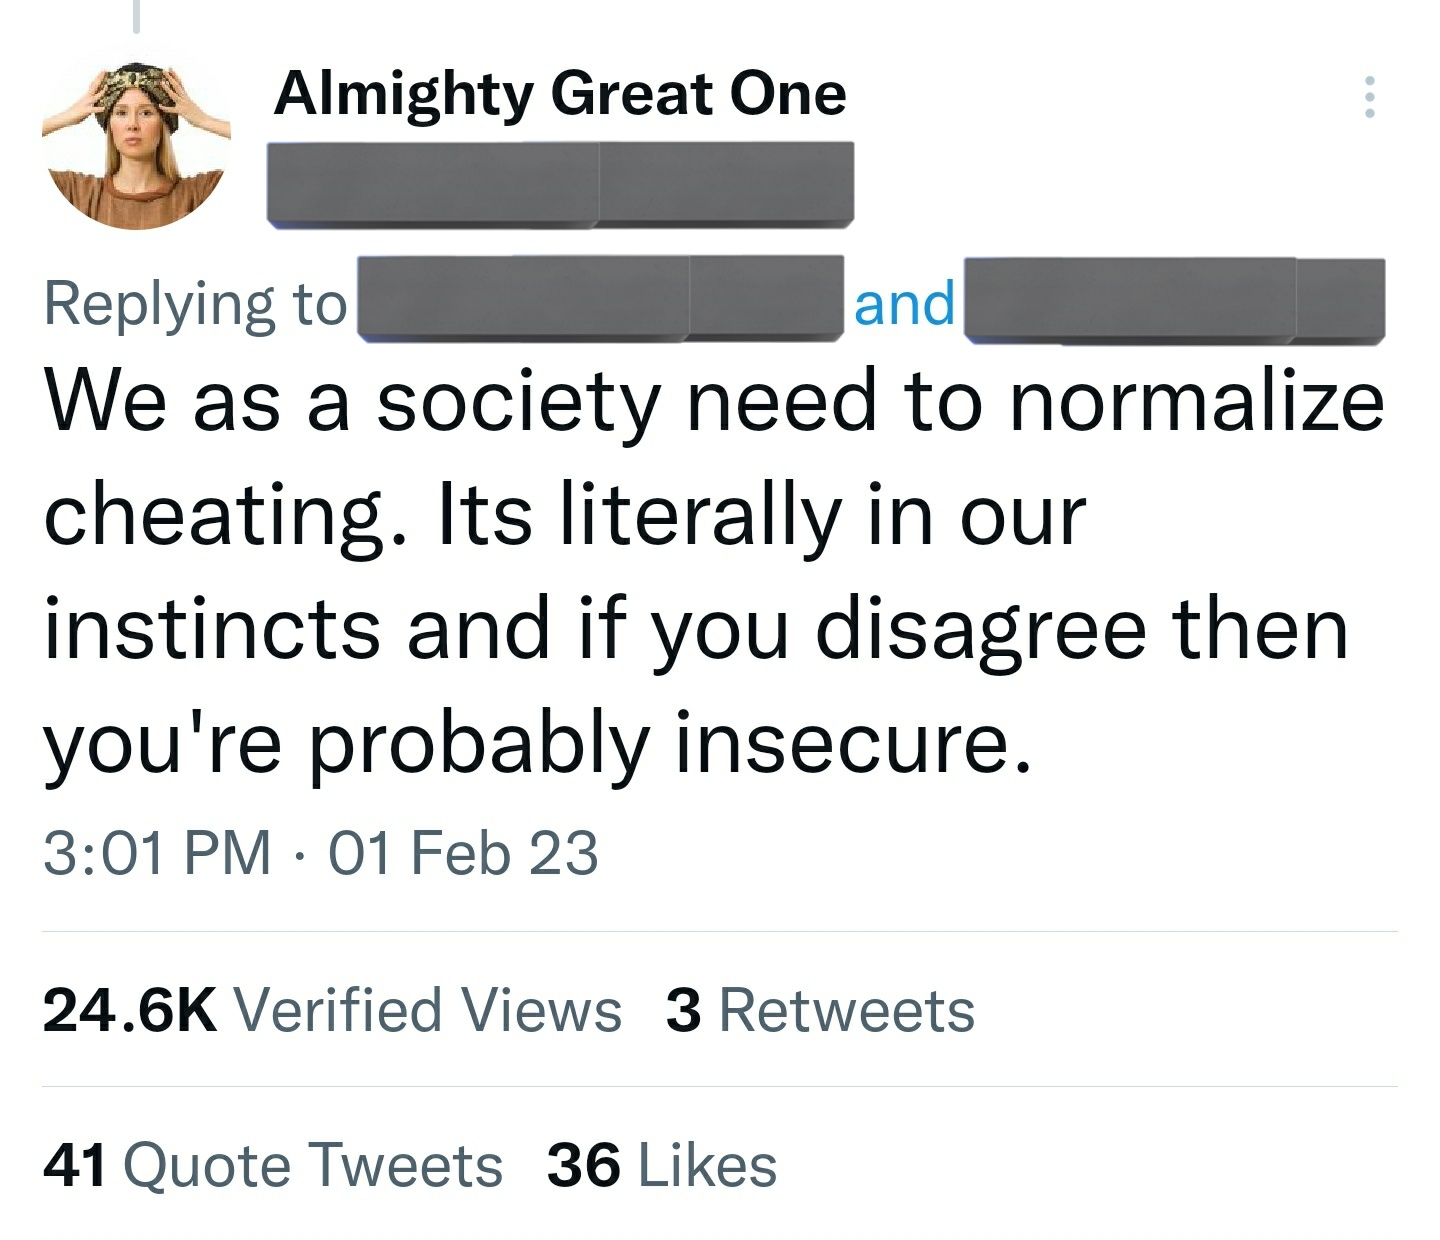 Almighty Great One
Replying to and
We as a society need to normalize
cheating. Its literally in our
instincts and if you disagree then
you're probably insecure.
3:01 PM · 01 Feb 23
24.6K Verified Views 3 Retweets
41 Quote Tweets 36 Likes